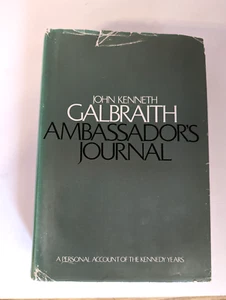 JOHN KENNETH
GALBRAITH
AMBASSADOR'S
JOURNAL
A PERSONAL ACCOUNT OF THE KENNEDY YEARS